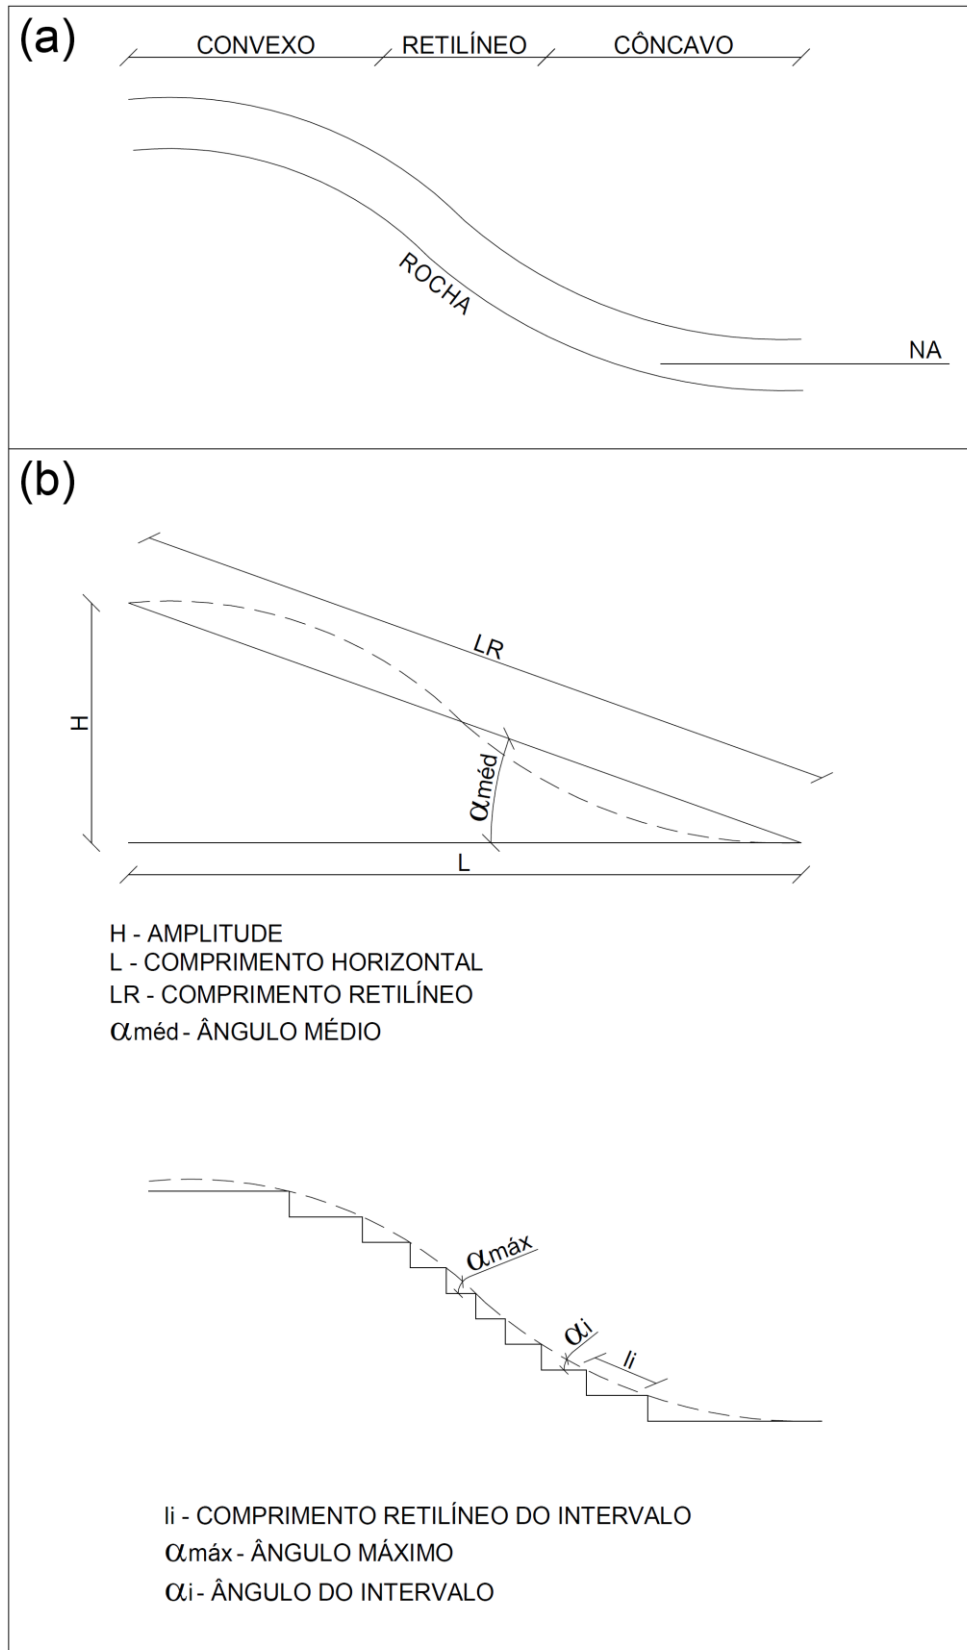 (a)
CONVEXO
RETILÍNEO
CÔNCAVO
ROCHA
NA
(b)
LR
H
αméd
L
H - AMPLITUDE
L - COMPRIMENTO HORIZONTAL
LR - COMPRIMENTO RETILÍNEO
αméd - ÂNGULO MÉDIO
αmáx
αi
li
li - COMPRIMENTO RETILÍNEO DO INTERVALO
αmáx - ÂNGULO MÁXIMO
αi - ÂNGULO DO INTERVALO